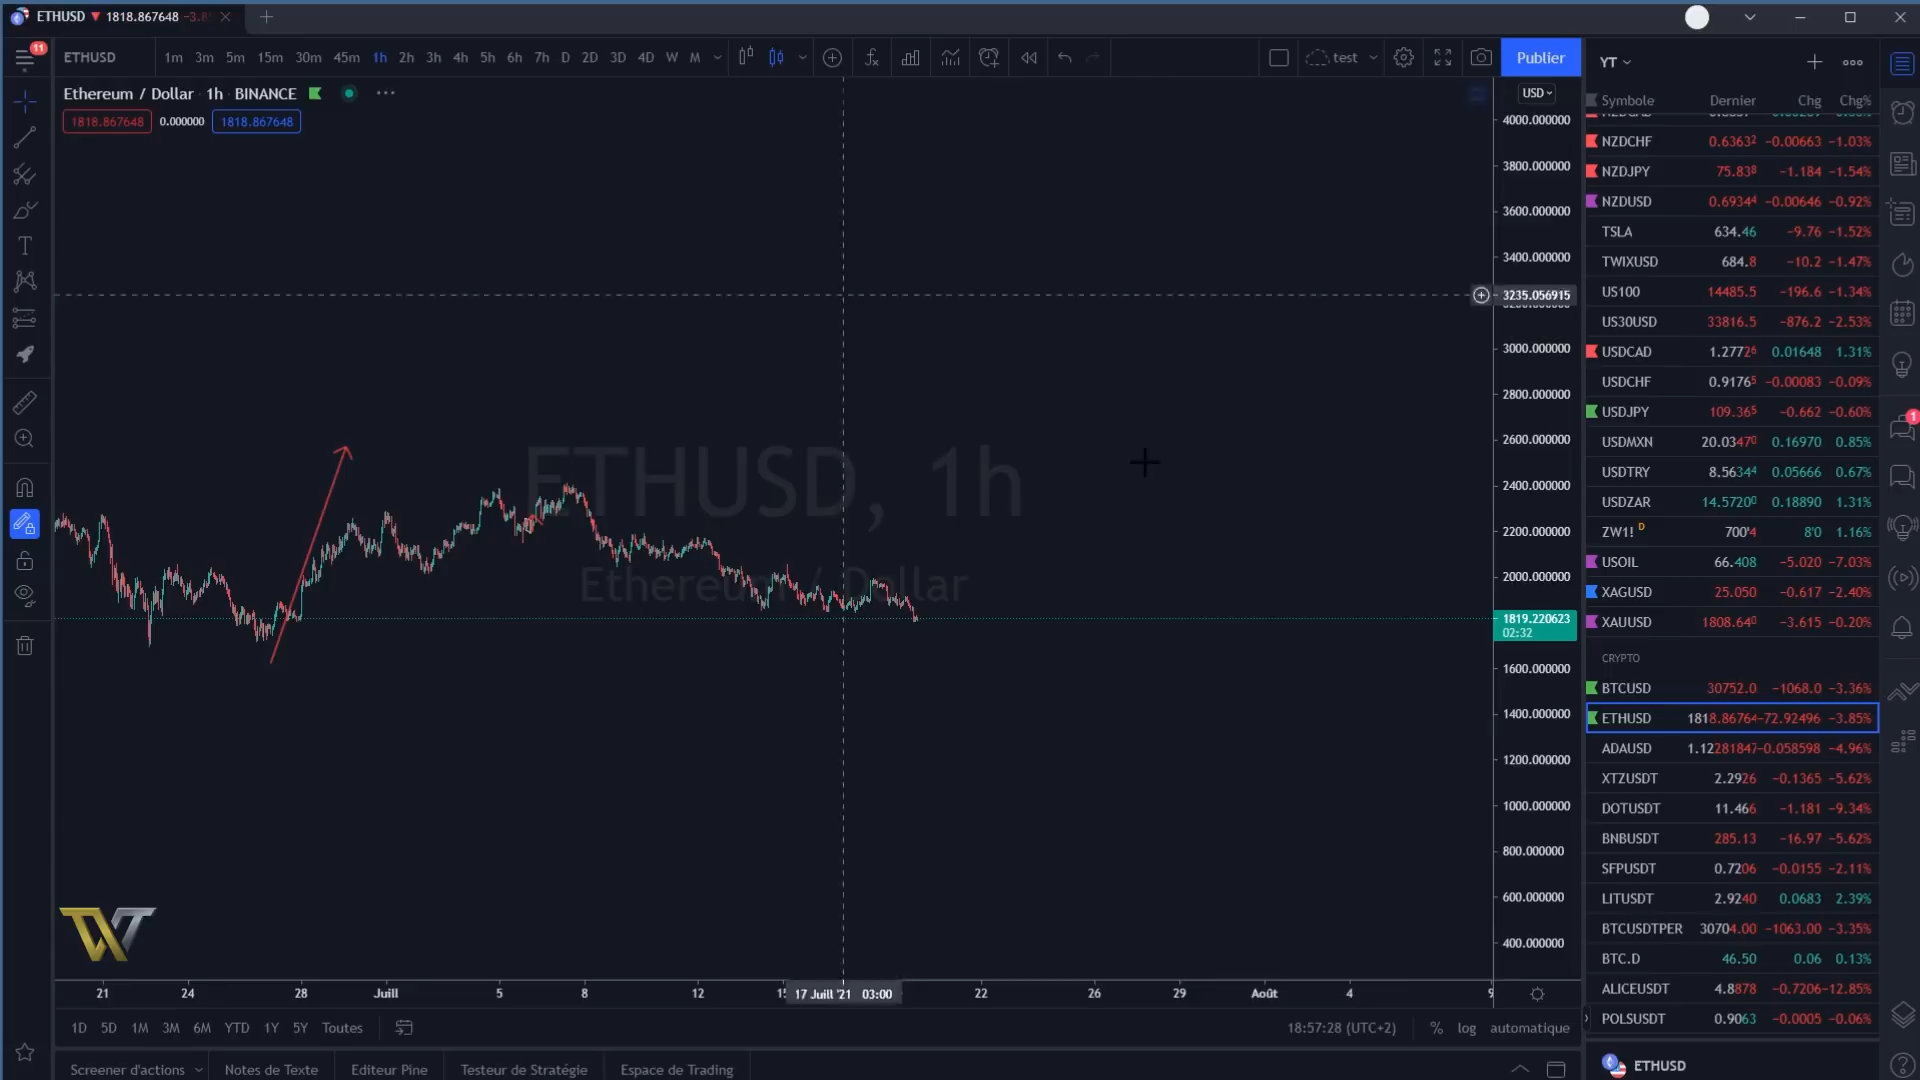 ETHUSD ▼ 1818.867648 −3.8
11
ETHUSD 1m 3m 5m 15m 30m 45m 1h 2h 3h 4h 5h 6h 7h D 2D 3D 4D W M test Publier
YT
Ethereum / Dollar · 1h · BINANCE
1818.867648 0.000000 1818.867648
USD
4000.000000
3800.000000
3600.000000
3400.000000
3235.056915
3000.000000
2800.000000
2600.000000
2400.000000
2200.000000
2000.000000
1819.220623
02:32
1600.000000
1400.000000
1200.000000
1000.000000
800.000000
600.000000
400.000000
ETHUSD, 1h
Ethereum / Dollar
21 24 28 Juill 5 8 12 17 Juill '21 03:00 22 26 29 Août 4 9
1D 5D 1M 3M 6M YTD 1Y 5Y Toutes 18:57:28 (UTC+2) % log automatique
Screener d'actions Notes de Texte Editeur Pine Testeur de Stratégie Espace de Trading
Symbole Dernier Chg Chg%
NZDCHF 0.63632 −0.00663 −1.03%
NZDJPY 75.838 −1.184 −1.54%
NZDUSD 0.69344 −0.00646 −0.92%
TSLA 634.46 −9.76 −1.52%
TWIXUSD 684.8 −10.2 −1.47%
US100 14485.5 −196.6 −1.34%
US30USD 33816.5 −876.2 −2.53%
USDCAD 1.27726 0.01648 1.31%
USDCHF 0.91765 −0.00083 −0.09%
USDJPY 109.365 −0.662 −0.60%
USDMXN 20.03470 0.16970 0.85%
USDTRY 8.56344 0.05666 0.67%
USDZAR 14.57200 0.18890 1.31%
ZW1! D 700'4 8'0 1.16%
USOIL 66.408 −5.020 −7.03%
XAGUSD 25.050 −0.617 −2.40%
XAUUSD 1808.640 −3.615 −0.20%
CRYPTO
BTCUSD 30752.0 −1068.0 −3.36%
ETHUSD 1818.86764 −72.92496 −3.85%
ADAUSD 1.12281847 −0.058598 −4.96%
XTZUSDT 2.2926 −0.1365 −5.62%
DOTUSDT 11.466 −1.181 −9.34%
BNBUSDT 285.13 −16.97 −5.62%
SFPUSDT 0.7206 −0.0155 −2.11%
LITUSDT 2.9240 0.0683 2.39%
BTCUSDTPER 30704.00 −1063.00 −3.35%
BTC.D 46.50 0.06 0.13%
ALICEUSDT 4.8878 −0.7206 −12.85%
POLSUSDT 0.9063 −0.0005 −0.06%
ETHUSD
1